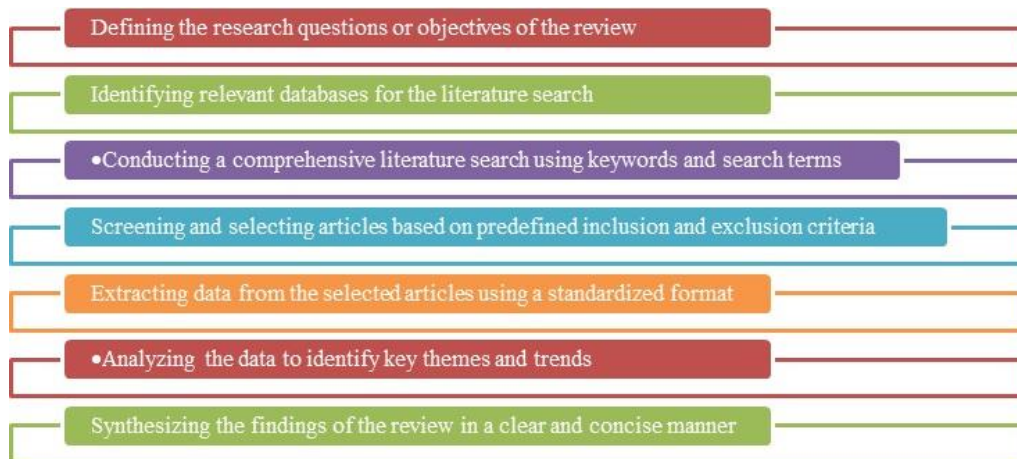 Defining the research questions or objectives of the review
Identifying relevant databases for the literature search
•Conducting a comprehensive literature search using keywords and search terms
Screening and selecting articles based on predefined inclusion and exclusion criteria
Extracting data from the selected articles using a standardized format
•Analyzing the data to identify key themes and trends
Synthesizing the findings of the review in a clear and concise manner